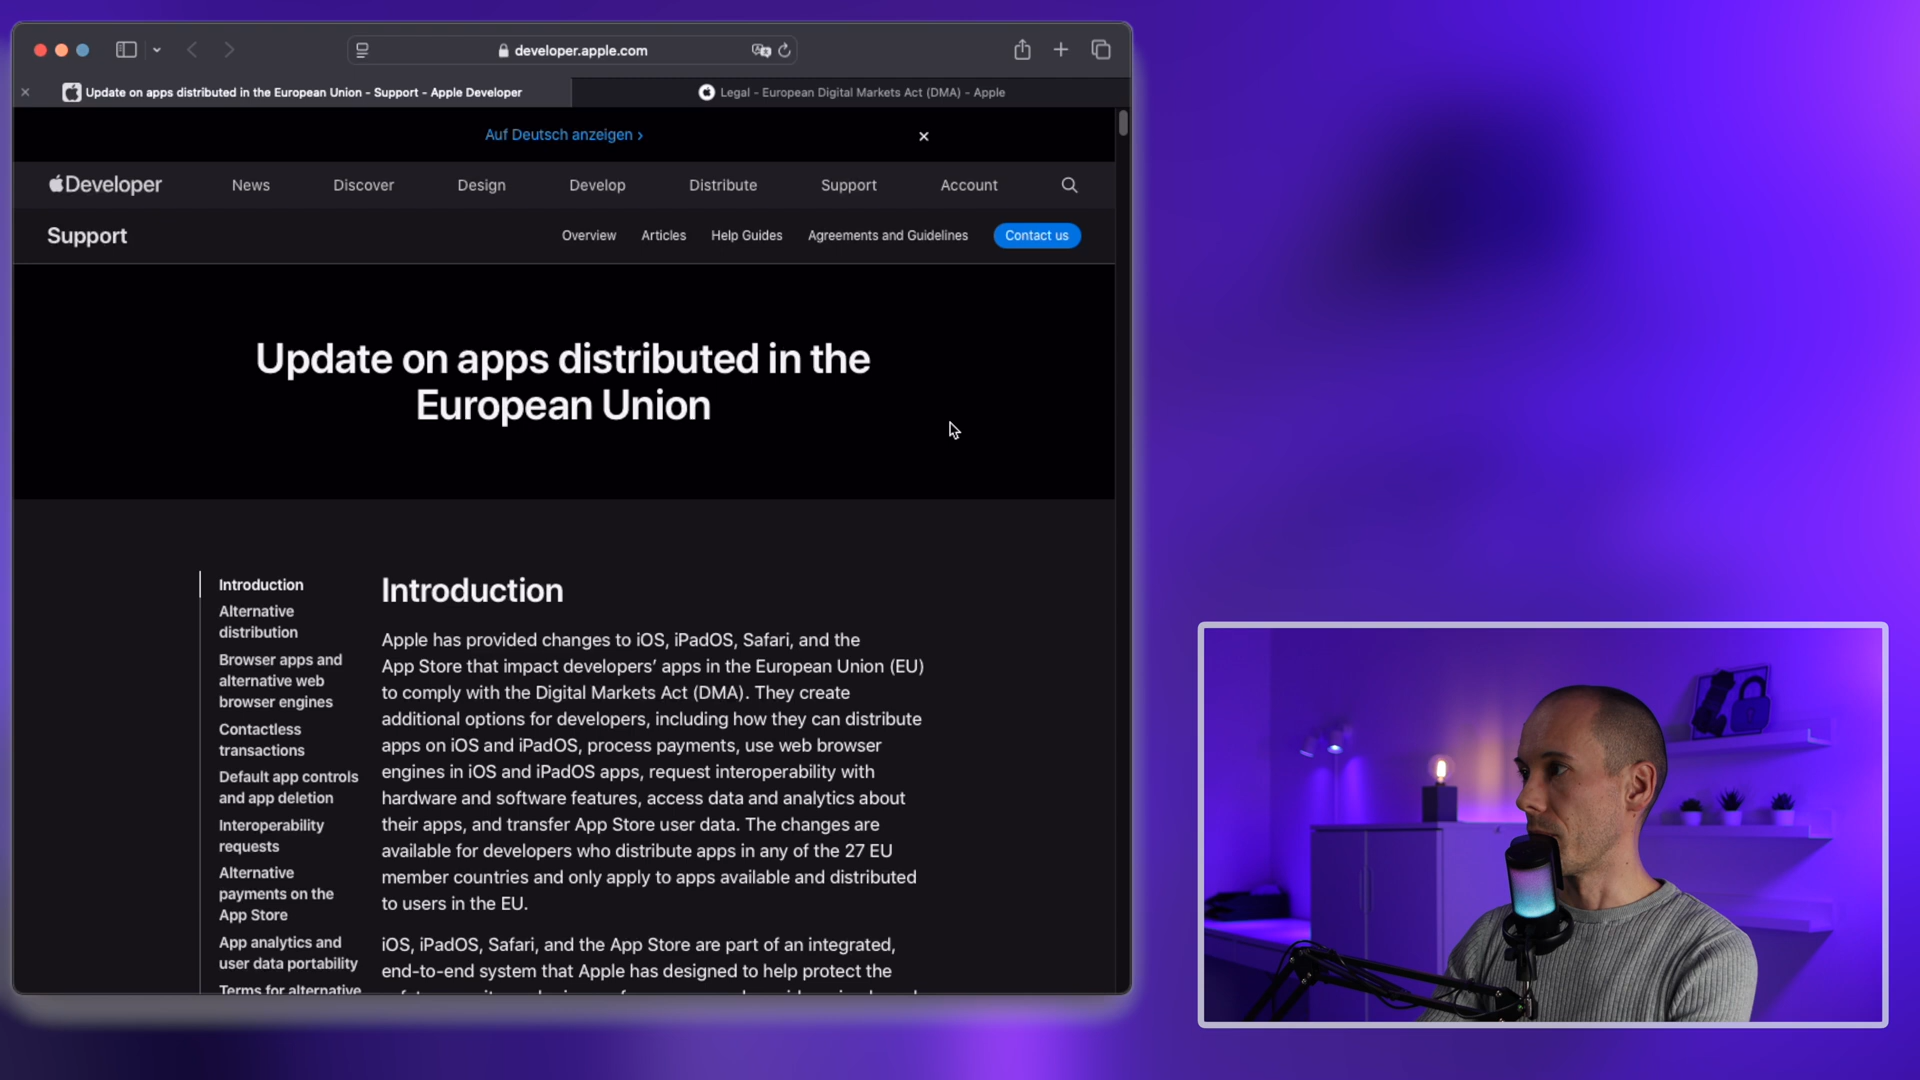 developer.apple.com
Update on apps distributed in the European Union - Support - Apple Developer
Legal - European Digital Markets Act (DMA) - Apple
Auf Deutsch anzeigen ›
Developer
News
Discover
Design
Develop
Distribute
Support
Account
Support
Overview
Articles
Help Guides
Agreements and Guidelines
Contact us
Update on apps distributed in the
European Union
Introduction
Alternative
distribution
Browser apps and
alternative web
browser engines
Contactless
transactions
Default app controls
and app deletion
Interoperability
requests
Alternative
payments on the
App Store
App analytics and
user data portability
Terms for alternative
Introduction
Apple has provided changes to iOS, iPadOS, Safari, and the
App Store that impact developers’ apps in the European Union (EU)
to comply with the Digital Markets Act (DMA). They create
additional options for developers, including how they can distribute
apps on iOS and iPadOS, process payments, use web browser
engines in iOS and iPadOS apps, request interoperability with
hardware and software features, access data and analytics about
their apps, and transfer App Store user data. The changes are
available for developers who distribute apps in any of the 27 EU
member countries and only apply to apps available and distributed
to users in the EU.
iOS, iPadOS, Safari, and the App Store are part of an integrated,
end-to-end system that Apple has designed to help protect the